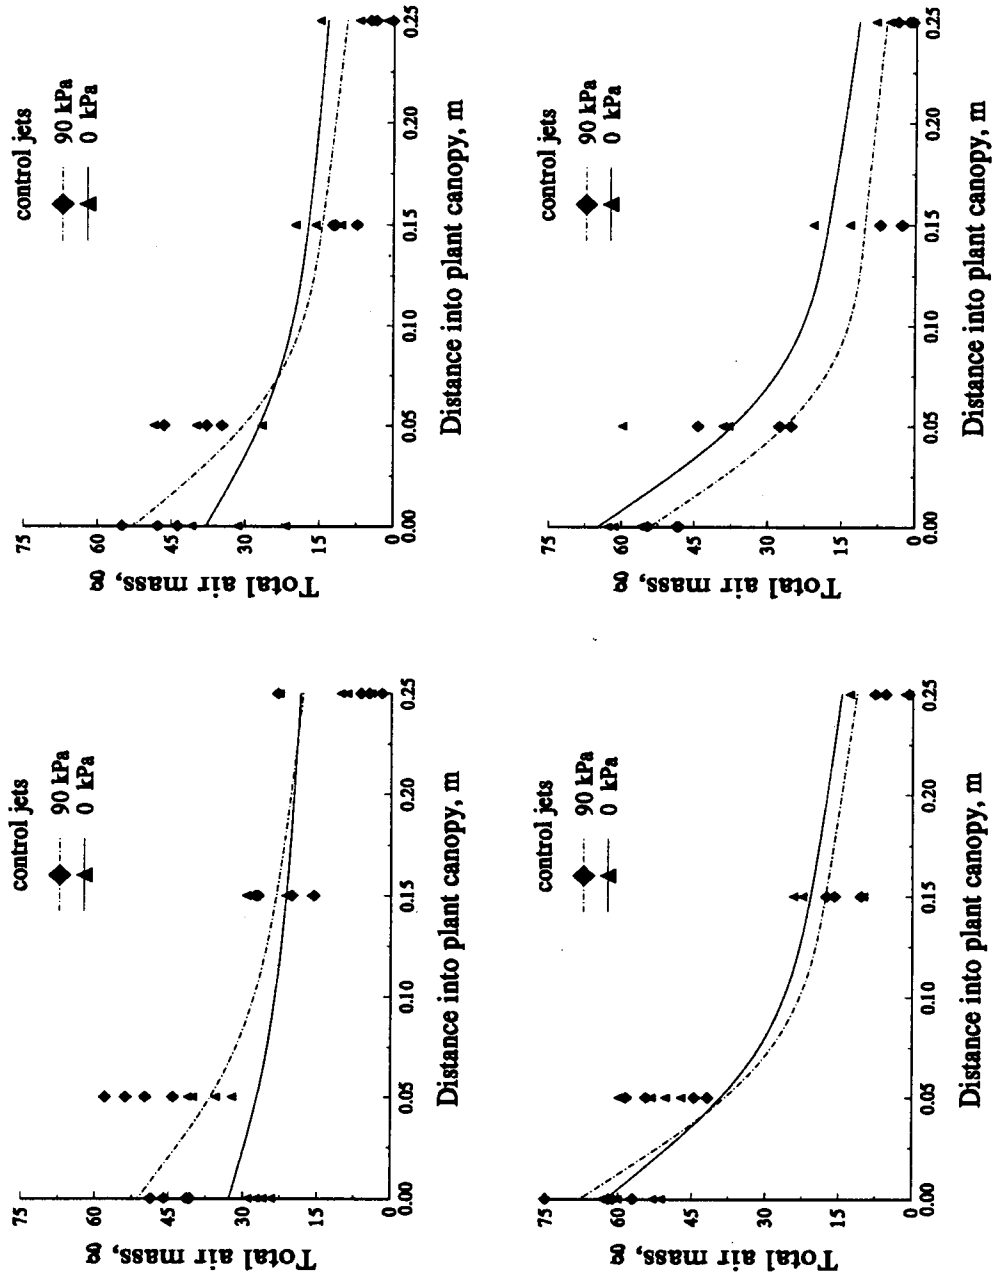 control jets
90 kPa
0 kPa
75
60
45
30
15
0
Total air mass, g
0.00
0.05
0.10
0.15
0.20
0.25
Distance into plant canopy, m
control jets
90 kPa
0 kPa
75
60
45
30
15
0
Total air mass, g
0.00
0.05
0.10
0.15
0.20
0.25
Distance into plant canopy, m
control jets
90 kPa
0 kPa
75
60
45
30
15
0
Total air mass, g
0.00
0.05
0.10
0.15
0.20
0.25
Distance into plant canopy, m
control jets
90 kPa
0 kPa
75
60
45
30
15
0
Total air mass, g
0.00
0.05
0.10
0.15
0.20
0.25
Distance into plant canopy, m